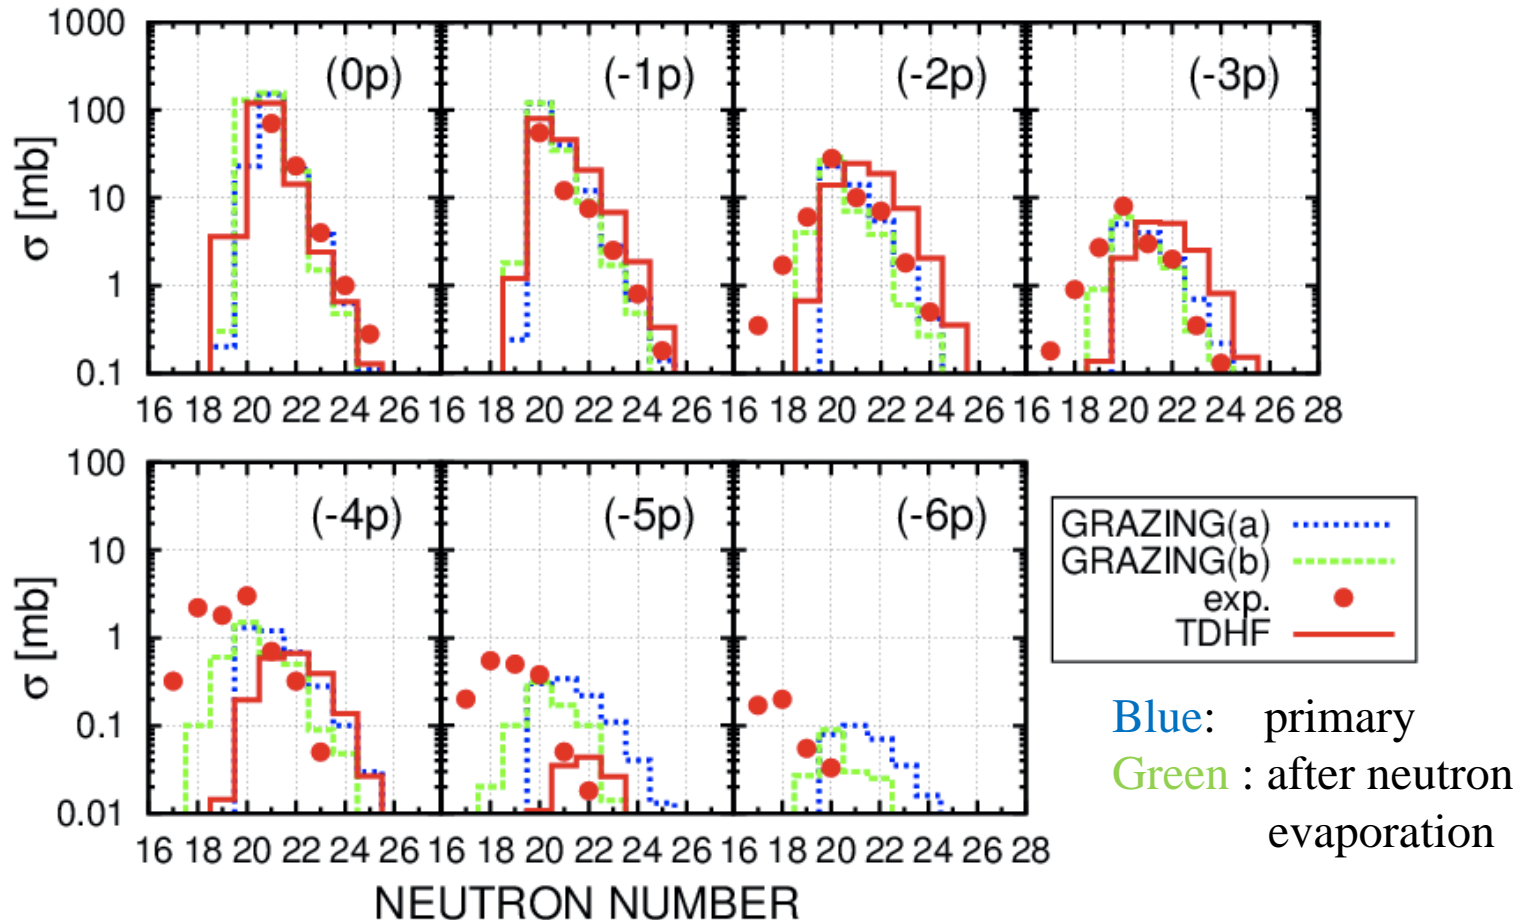 1000
100
10
1
0.1
σ [mb]
(0p)
(-1p)
(-2p)
(-3p)
16 18 20 22 24 26 16 18 20 22 24 26 16 18 20 22 24 26 16 18 20 22 24 26 28
100
10
1
0.1
0.01
σ [mb]
(-4p)
(-5p)
(-6p)
16 18 20 22 24 26 16 18 20 22 24 26 16 18 20 22 24 26 28
NEUTRON NUMBER
GRAZING(a)
GRAZING(b)
exp.
TDHF
Blue: primary
Green : after neutron
evaporation